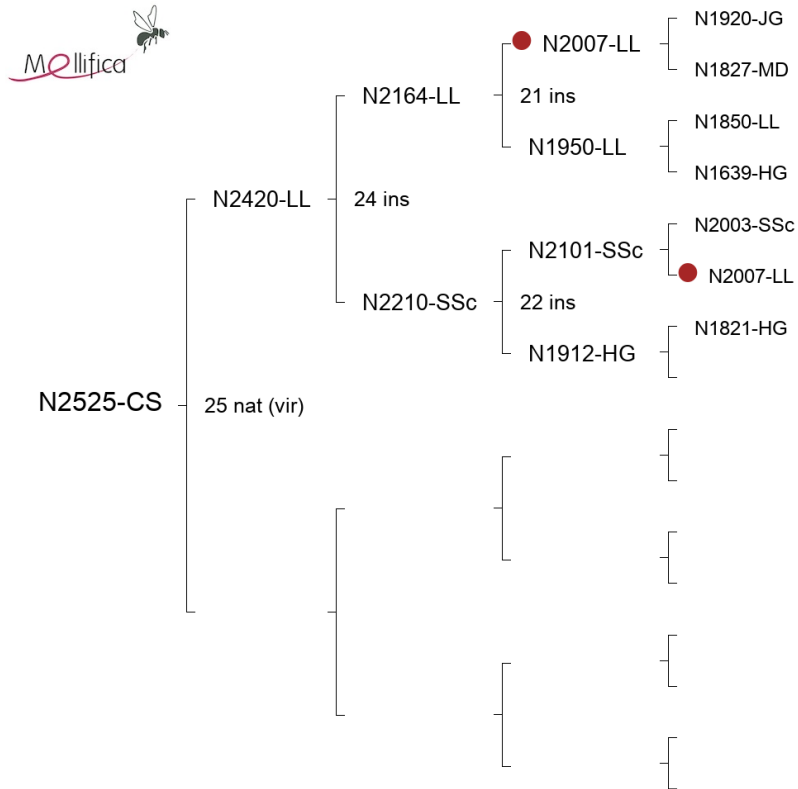 Mellifica
N1920-JG
N2007-LL
N1827-MD
N2164-LL
21 ins
N1850-LL
N1950-LL
N1639-HG
N2420-LL
24 ins
N2003-SSc
N2101-SSc
N2007-LL
N2210-SSc
22 ins
N1821-HG
N1912-HG
N2525-CS
25 nat (vir)